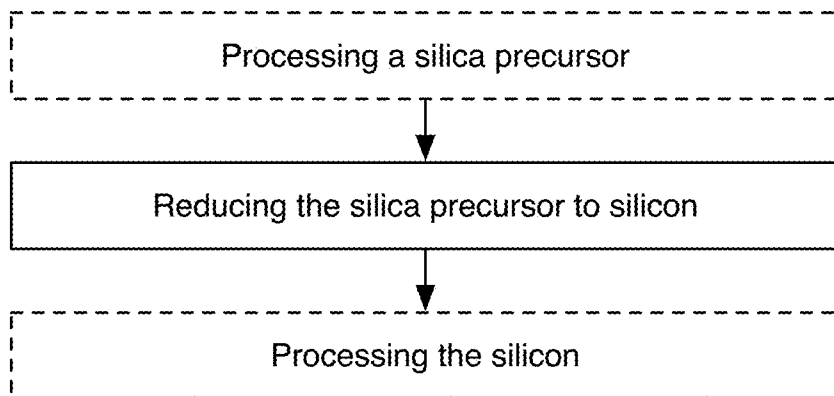 Processing a silica precursor
Reducing the silica precursor to silicon
Processing the silicon